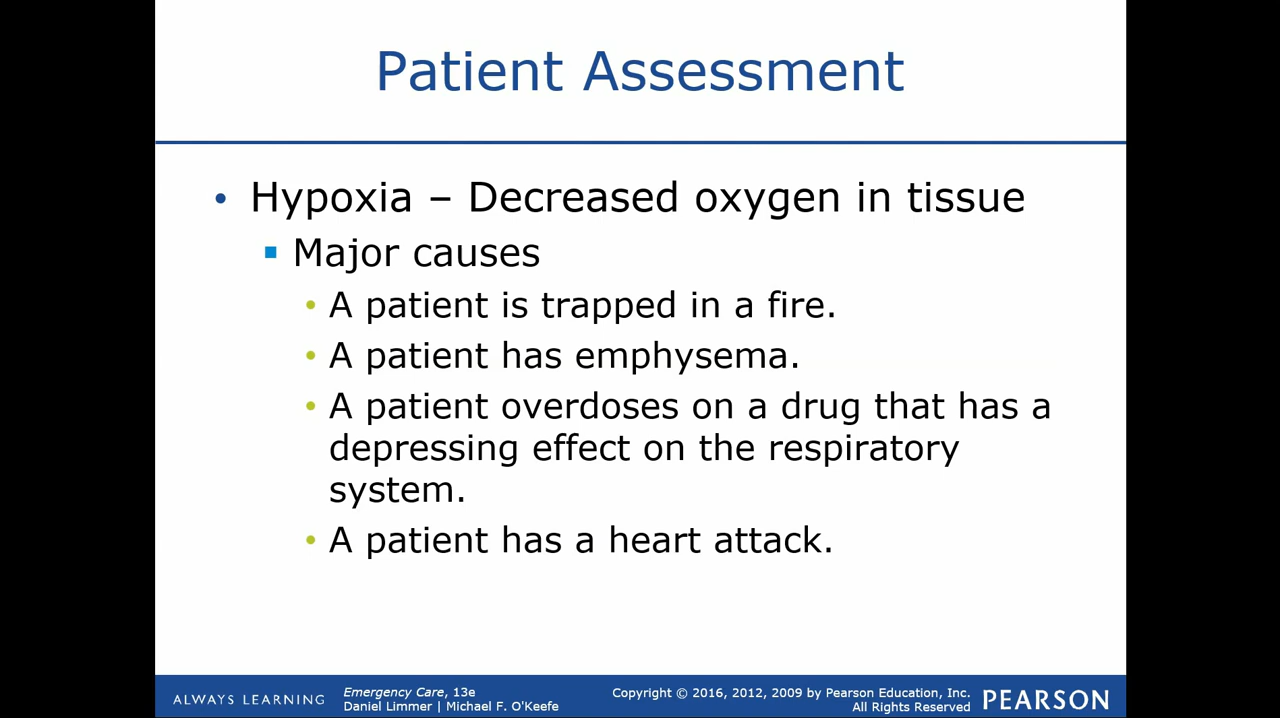 Patient Assessment
• Hypoxia – Decreased oxygen in tissue
▪ Major causes
• A patient is trapped in a fire.
• A patient has emphysema.
• A patient overdoses on a drug that has a
depressing effect on the respiratory
system.
• A patient has a heart attack.
ALWAYS LEARNING
Emergency Care, 13e
Daniel Limmer | Michael F. O'Keefe
Copyright © 2016, 2012, 2009 by Pearson Education, Inc.
All Rights Reserved
PEARSON